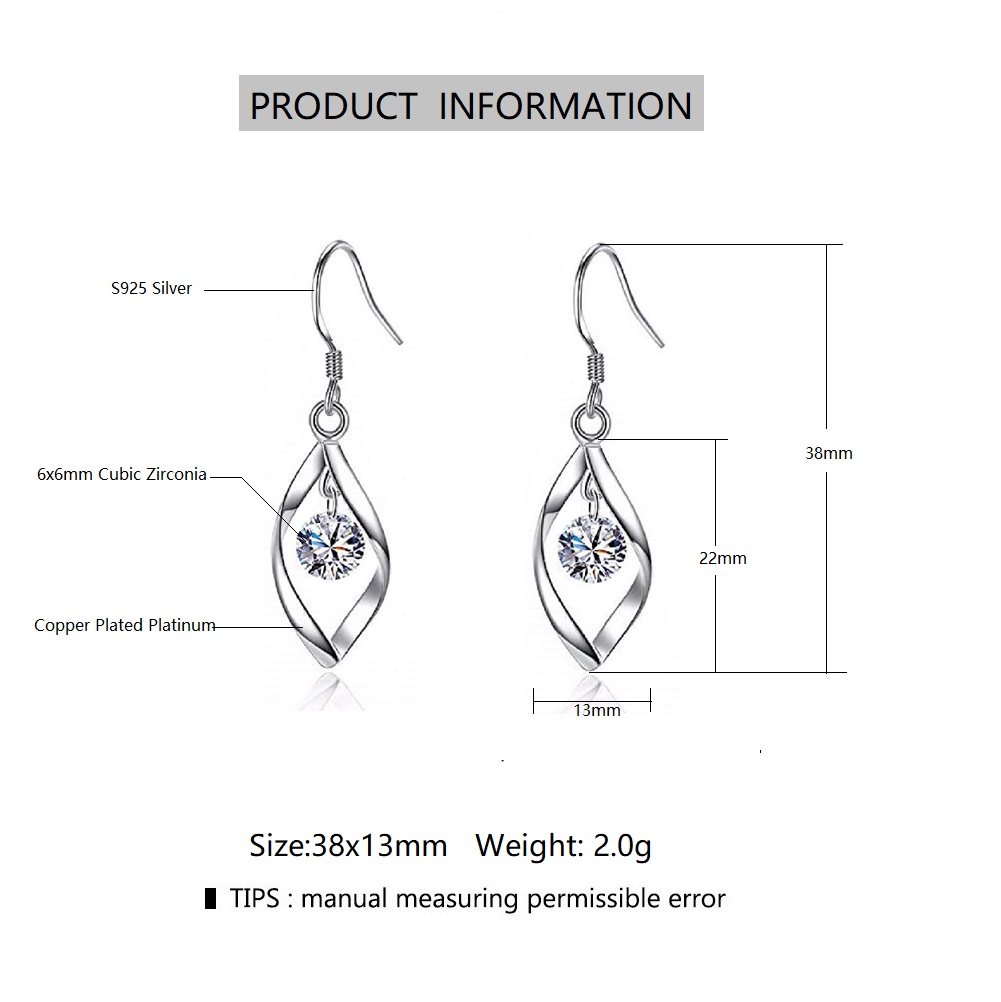 PRODUCT INFORMATION
S925 Silver
6x6mm Cubic Zirconia
38mm
22mm
Copper Plated Platinum
13mm
Size:38x13mm Weight: 2.0g
TIPS : manual measuring permissible error